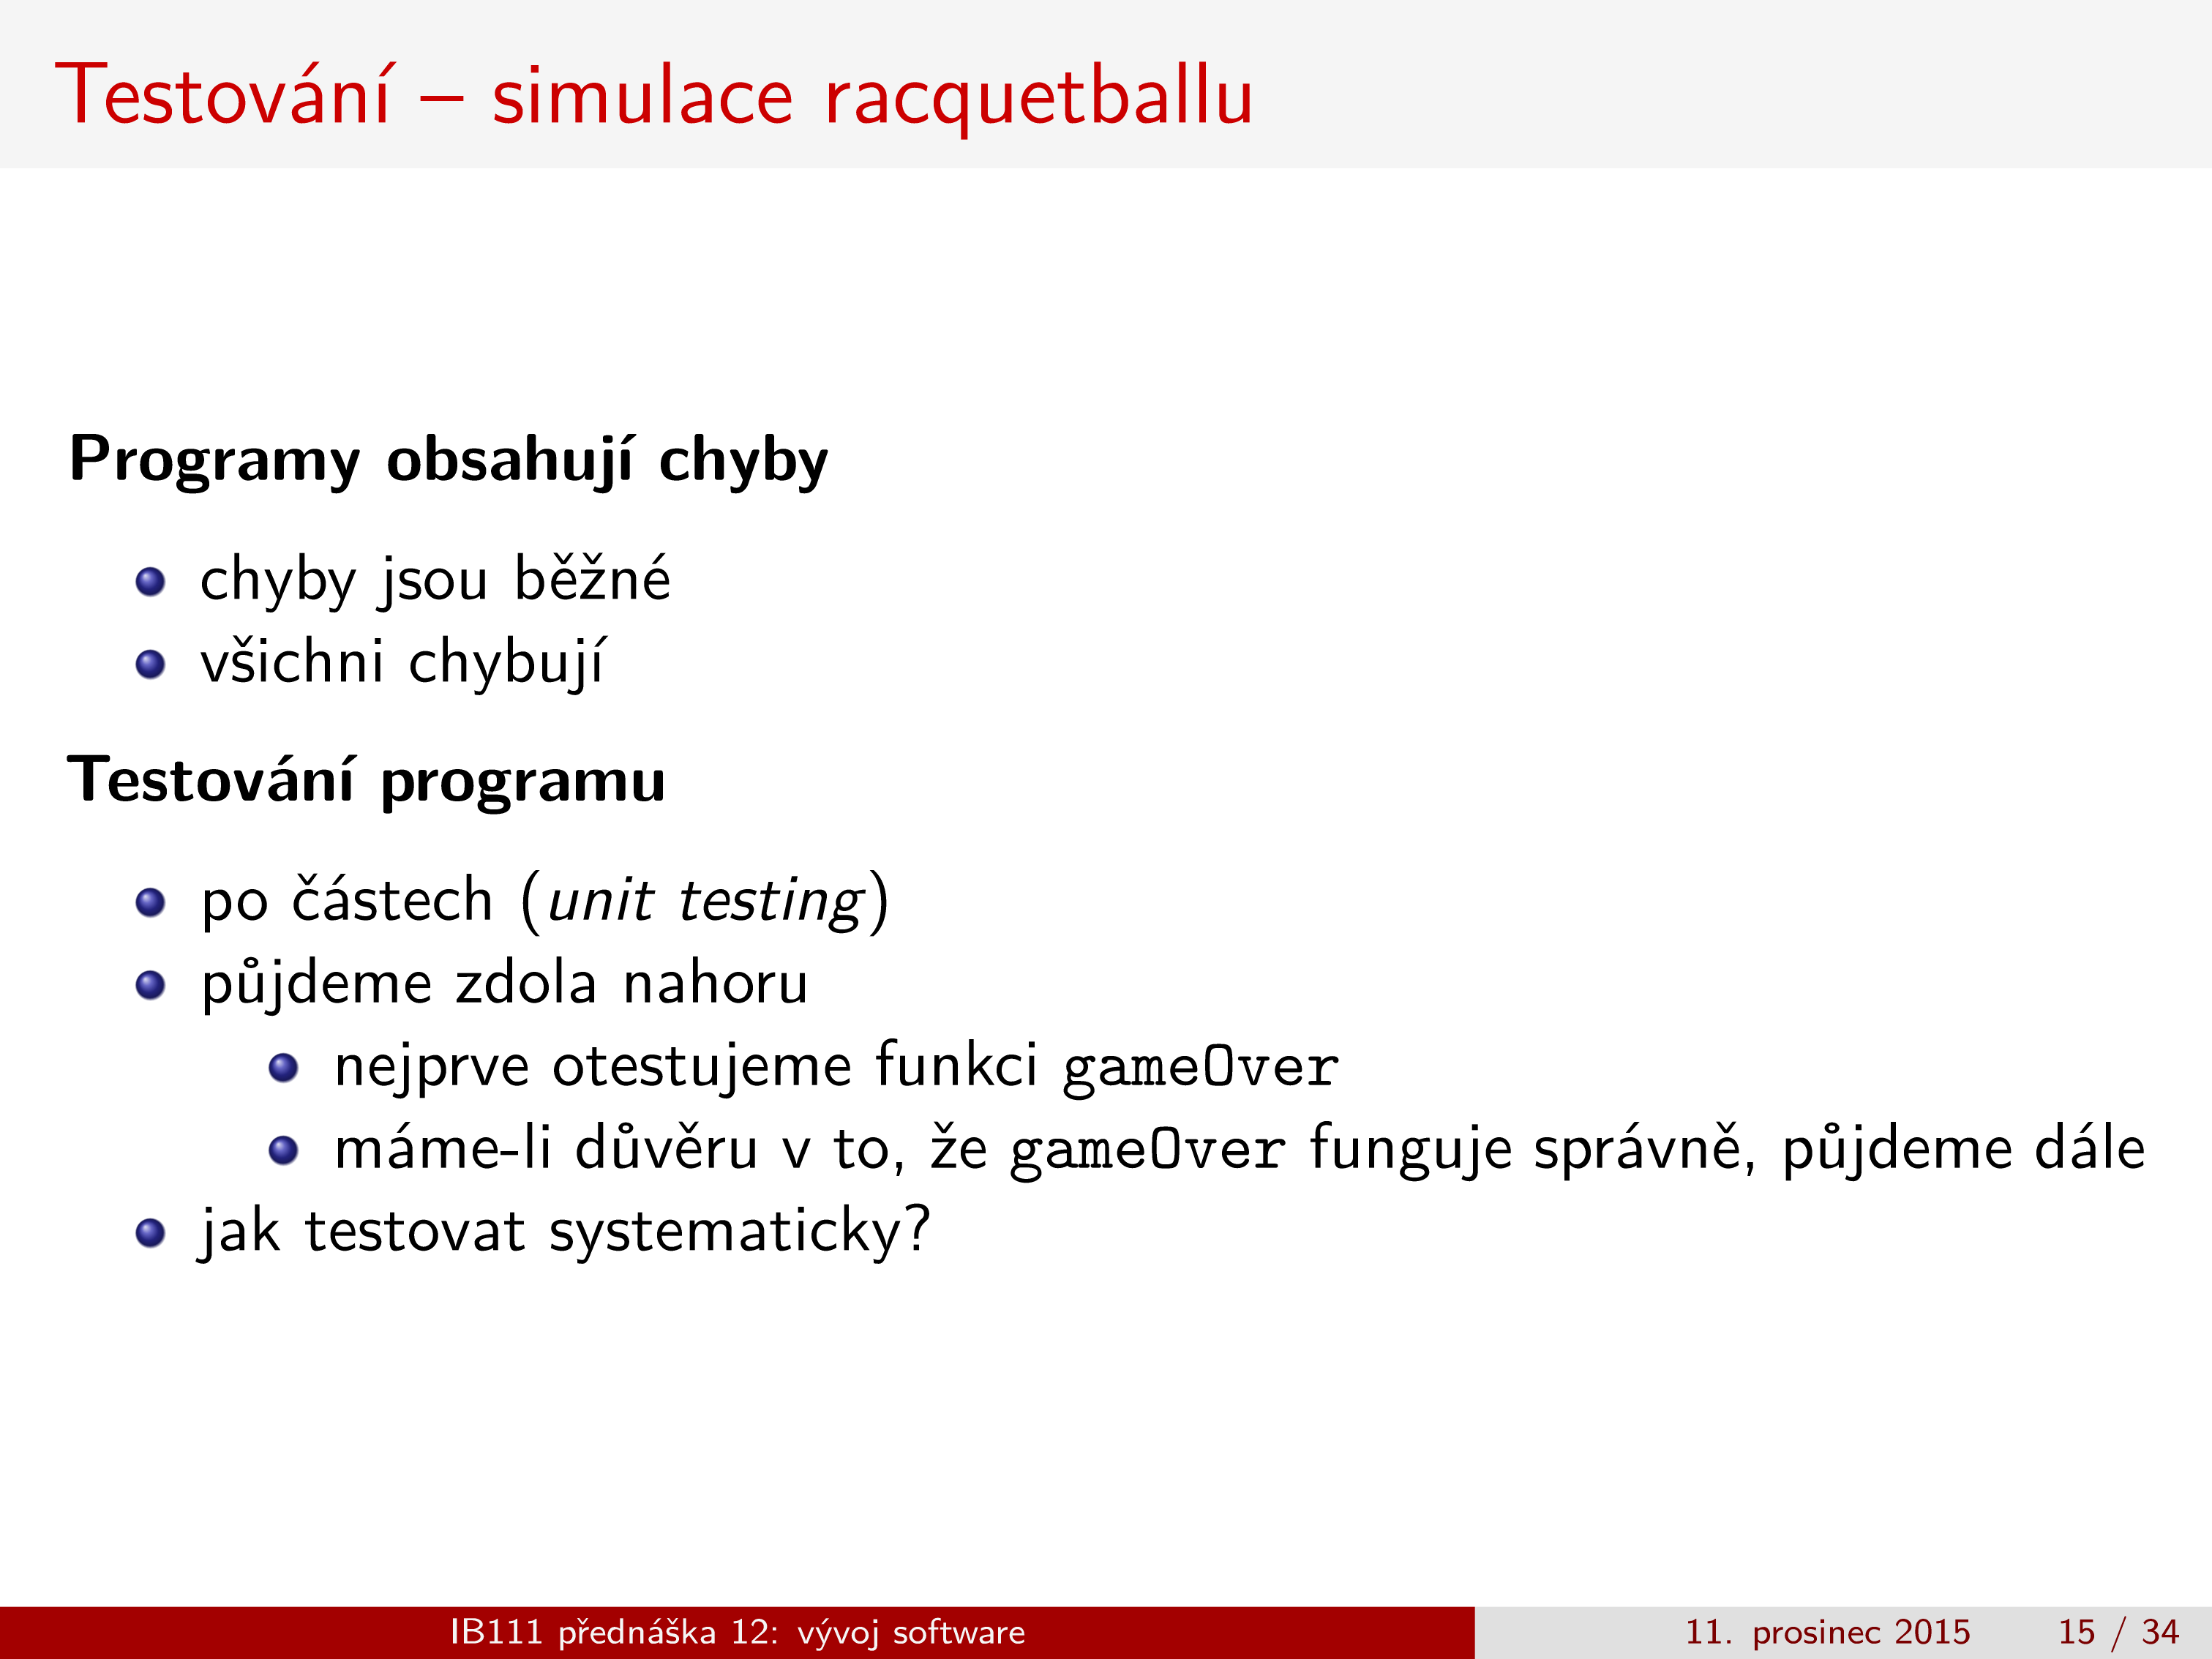 Testování – simulace racquetballu
Programy obsahují chyby
chyby jsou běžné
všichni chybují
Testování programu
po částech (unit testing)
půjdeme zdola nahoru
nejprve otestujeme funkci gameOver
máme-li důvěru v to, že gameOver funguje správně, půjdeme dále
jak testovat systematicky?
IB111 přednáška 12: vývoj software 11. prosinec 2015 15 / 34